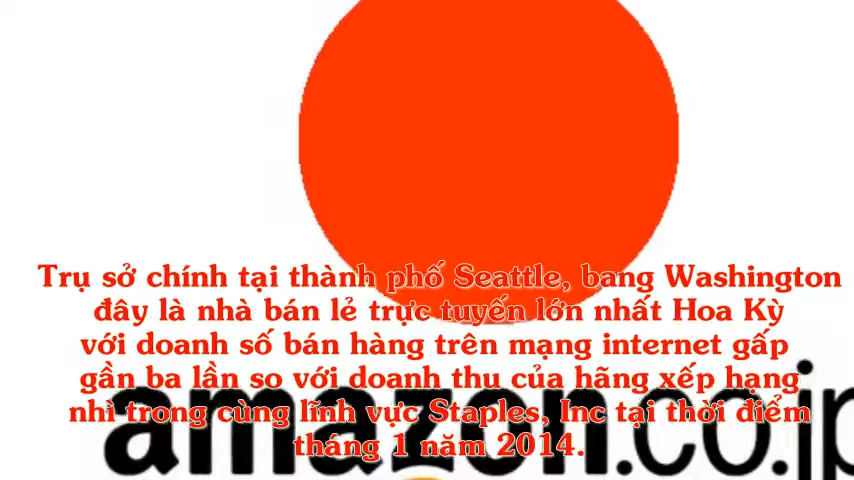 Trụ sở chính tại thành phố Seattle, bang Washington
đây là nhà bán lẻ trực tuyến lớn nhất Hoa Kỳ
với doanh số bán hàng trên mạng internet gấp
gần ba lần so với doanh thu của hãng xếp hạng
nhì trong cùng lĩnh vực Staples, Inc tại thời điểm
tháng 1 năm 2014.
amazon.co.jp